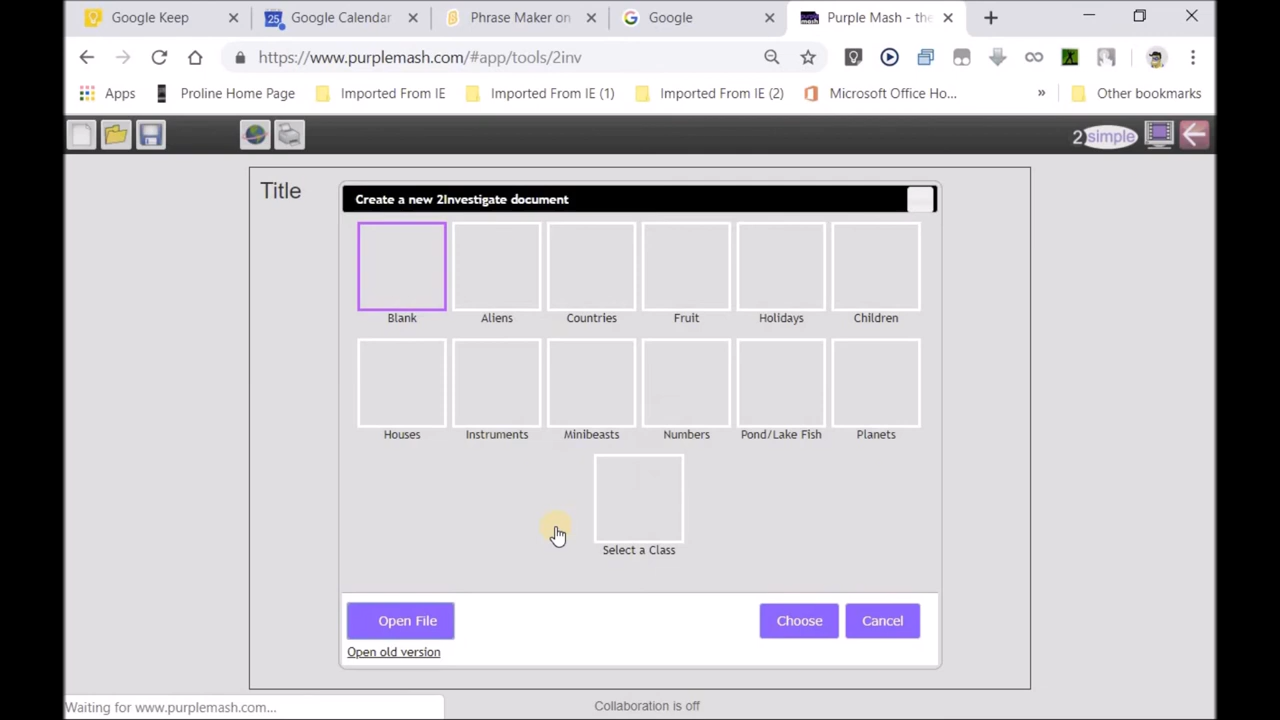 Google Keep
25
Google Calendar
Phrase Maker on
Google
Purple Mash - the
https://www.purplemash.com/#app/tools/2inv
Apps
Proline Home Page
Imported From IE
Imported From IE (1)
Imported From IE (2)
Microsoft Office Ho...
»
Other bookmarks
2simple
Title
Create a new 2Investigate document
Blank
Aliens
Countries
Fruit
Holidays
Children
Houses
Instruments
Minibeasts
Numbers
Pond/Lake Fish
Planets
Select a Class
Open File
Choose
Cancel
Open old version
Waiting for www.purplemash.com...
Collaboration is off